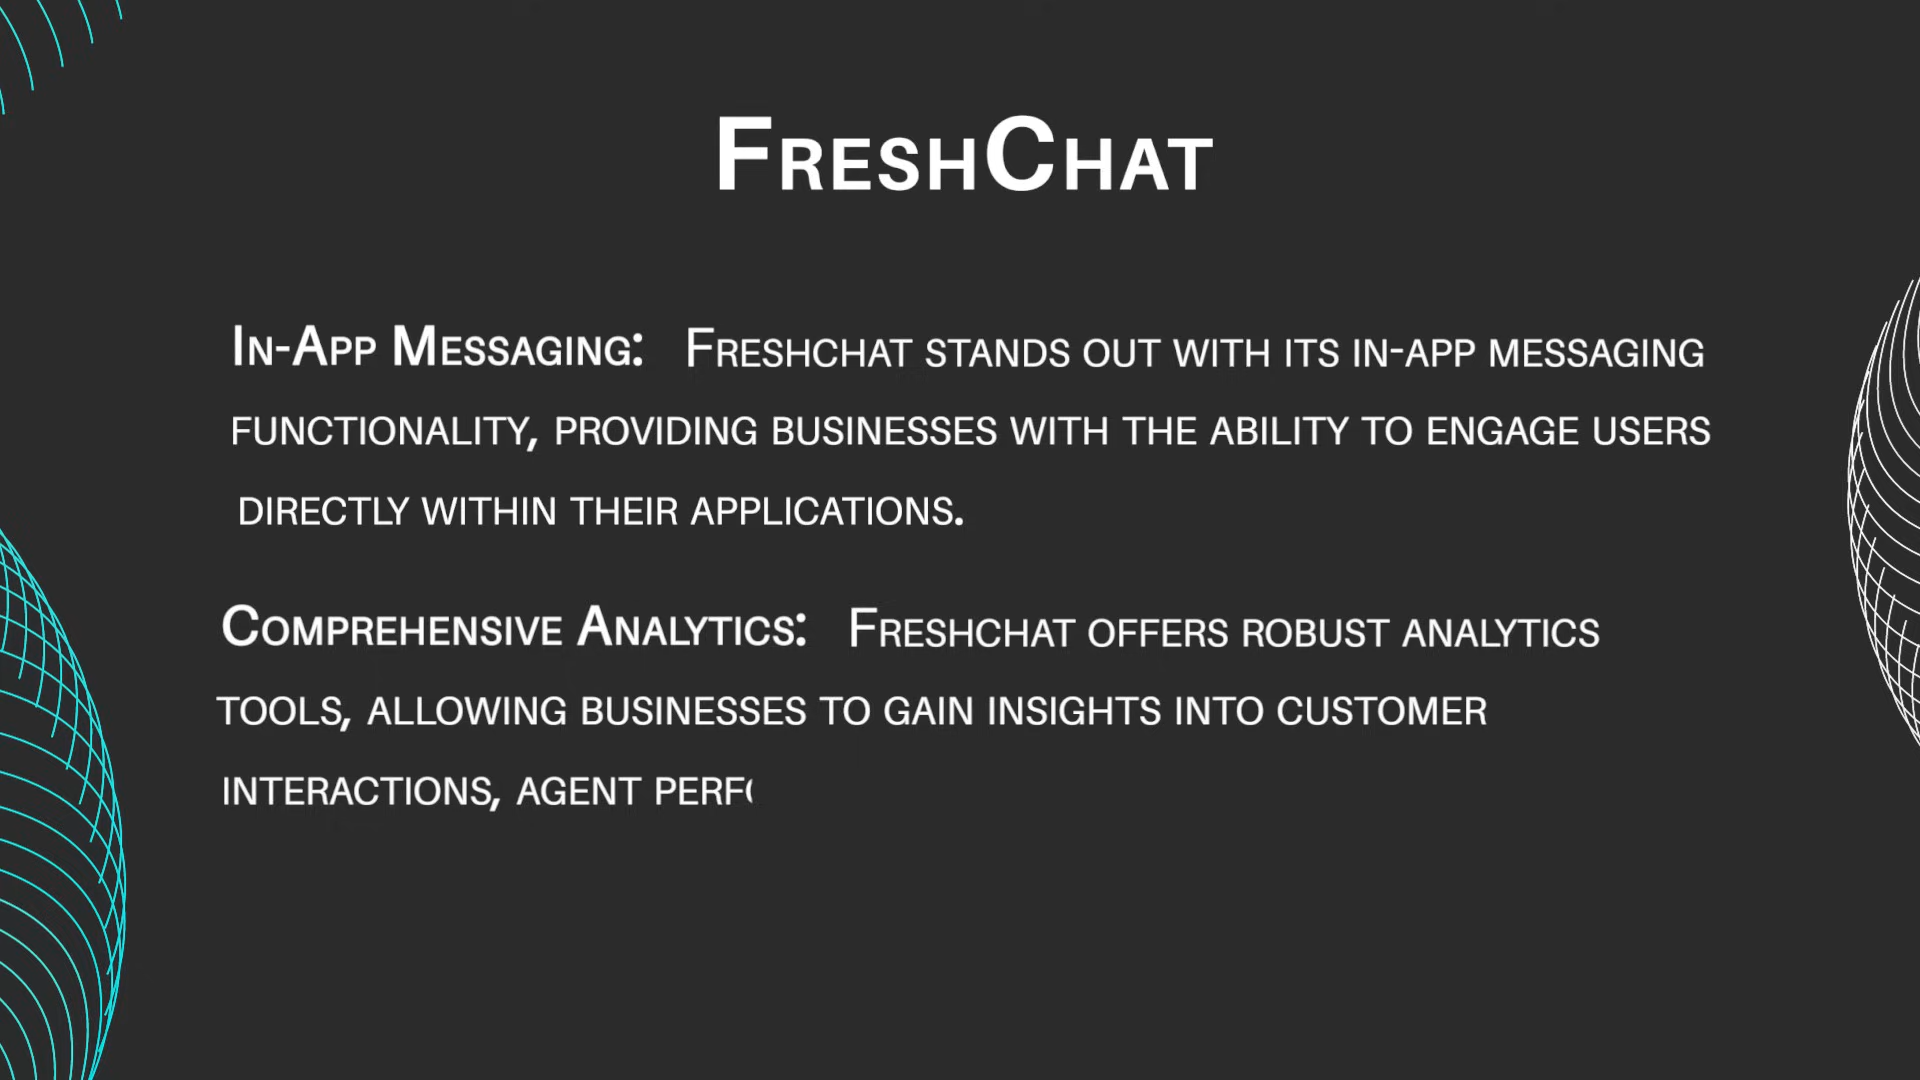 FreshChat
In-App Messaging: Freshchat stands out with its in-app messaging
functionality, providing businesses with the ability to engage users
directly within their applications.
Comprehensive Analytics: Freshchat offers robust analytics
tools, allowing businesses to gain insights into customer
interactions, agent